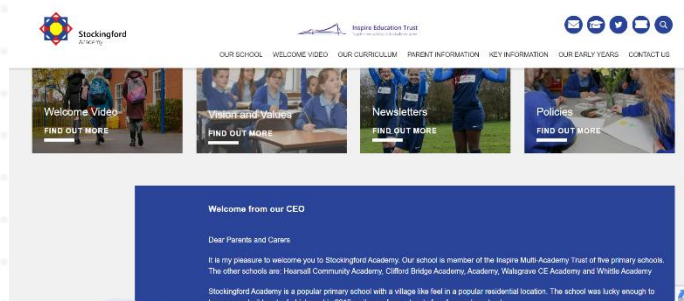 Stockingford
Academy
Inspire Education Trust
OUR SCHOOL WELCOME VIDEO OUR CURRICULUM PARENT INFORMATION KEY INFORMATION OUR EARLY YEARS CONTACT US
Welcome Video
FIND OUT MORE
Vision and Values
FIND OUT MORE
Newsletters
FIND OUT MORE
Policies
FIND OUT MORE
Welcome from our CEO
Dear Parents and Carers
It is my pleasure to welcome you to Stockingford Academy. Our school is member of the Inspire Multi-Academy Trust of five primary schools.
The other schools are: Hearsall Community Academy, Clifford Bridge Academy, Academy, Walsgrave CE Academy and Whittle Academy
Stockingford Academy is a popular primary school with a village like feel in a popular residential location. The school was lucky enough to